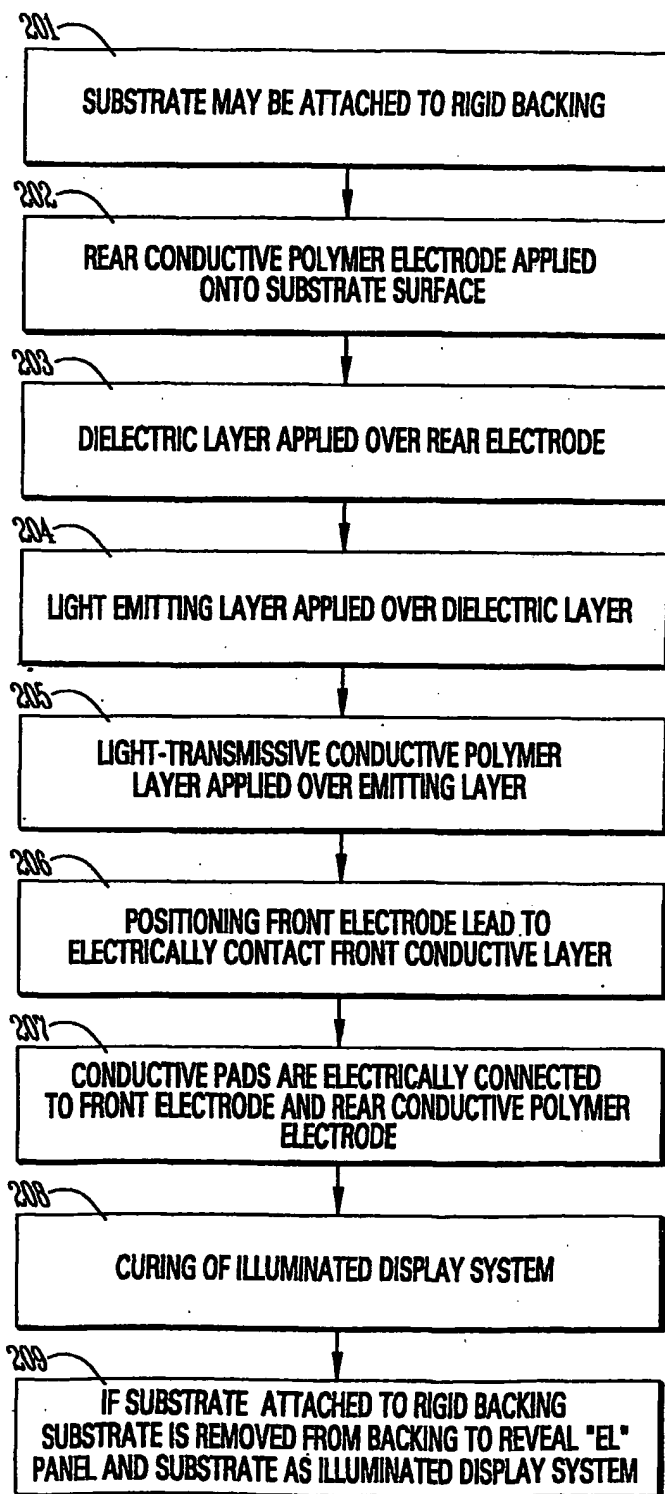 201
SUBSTRATE MAY BE ATTACHED TO RIGID BACKING
202
REAR CONDUCTIVE POLYMER ELECTRODE APPLIED
ONTO SUBSTRATE SURFACE
203
DIELECTRIC LAYER APPLIED OVER REAR ELECTRODE
204
LIGHT EMITTING LAYER APPLIED OVER DIELECTRIC LAYER
205
LIGHT-TRANSMISSIVE CONDUCTIVE POLYMER
LAYER APPLIED OVER EMITTING LAYER
206
POSITIONING FRONT ELECTRODE LEAD TO
ELECTRICALLY CONTACT FRONT CONDUCTIVE LAYER
207
CONDUCTIVE PADS ARE ELECTRICALLY CONNECTED
TO FRONT ELECTRODE AND REAR CONDUCTIVE POLYMER
ELECTRODE
208
CURING OF ILLUMINATED DISPLAY SYSTEM
209
IF SUBSTRATE ATTACHED TO RIGID BACKING
SUBSTRATE IS REMOVED FROM BACKING TO REVEAL "EL"
PANEL AND SUBSTRATE AS ILLUMINATED DISPLAY SYSTEM